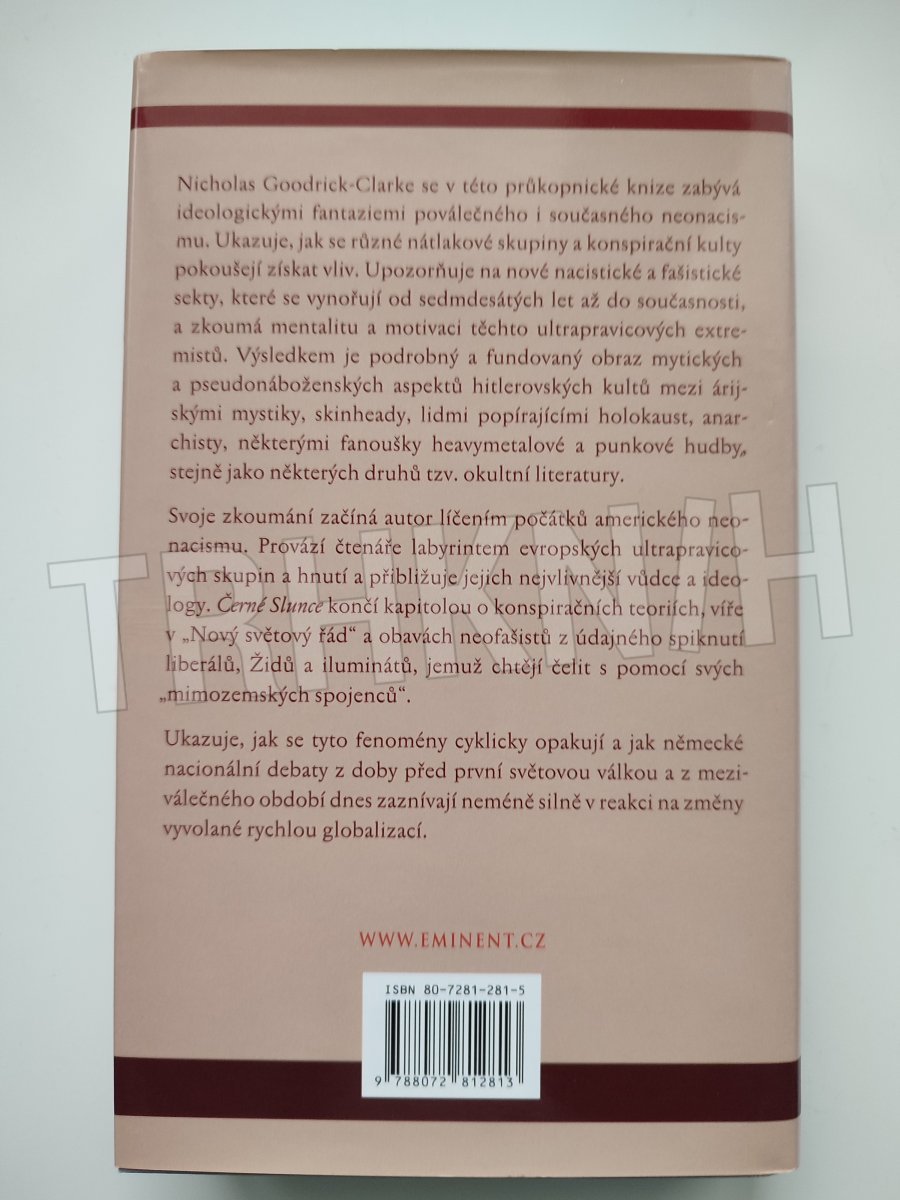 Nicholas Goodrick-Clarke se v této průkopnické knize zabývá
ideologickými fantaziemi poválečného i současného neonacis-
mu. Ukazuje, jak se různé nátlakové skupiny a konspirační kulty
pokoušejí získat vliv. Upozorňuje na nové nacistické a fašistické
sekty, které se vynořují od sedmdesátých let až do současnosti,
a zkoumá mentalitu a motivaci těchto ultrapravicových extre-
mistů. Výsledkem je podrobný a fundovaný obraz mytických
a pseudonáboženských aspektů hitlerovských kultů mezi árij-
skými mystiky, skinheady, lidmi popírajícími holokaust, anar-
chisty, některými fanoušky heavymetalové a punkové hudby,
stejně jako některých druhů tzv. okultní literatury.
Svoje zkoumání začíná autor líčením počátků amerického neo-
nacismu. Provází čtenáře labyrintem evropských ultrapravico-
vých skupin a hnutí a přibližuje jejich nejvlivnější vůdce a ideo-
logy. Černé Slunce končí kapitolou o konspiračních teoriích, víře
v „Nový světový řád“ a obavách neofašistů z údajného spiknutí
liberálů, Židů a iluminátů, jemuž chtějí čelit s pomocí svých
„mimozemských spojenců“.
TRHKNIH
Ukazuje, jak se tyto fenomény cyklicky opakují a jak německé
nacionální debaty z doby před první světovou válkou a z mezi-
válečného období dnes zaznívají neméně silně v reakci na změny
vyvolané rychlou globalizací.
WWW.EMINENT.CZ
ISBN 80-7281-281-5
9 788072 812813